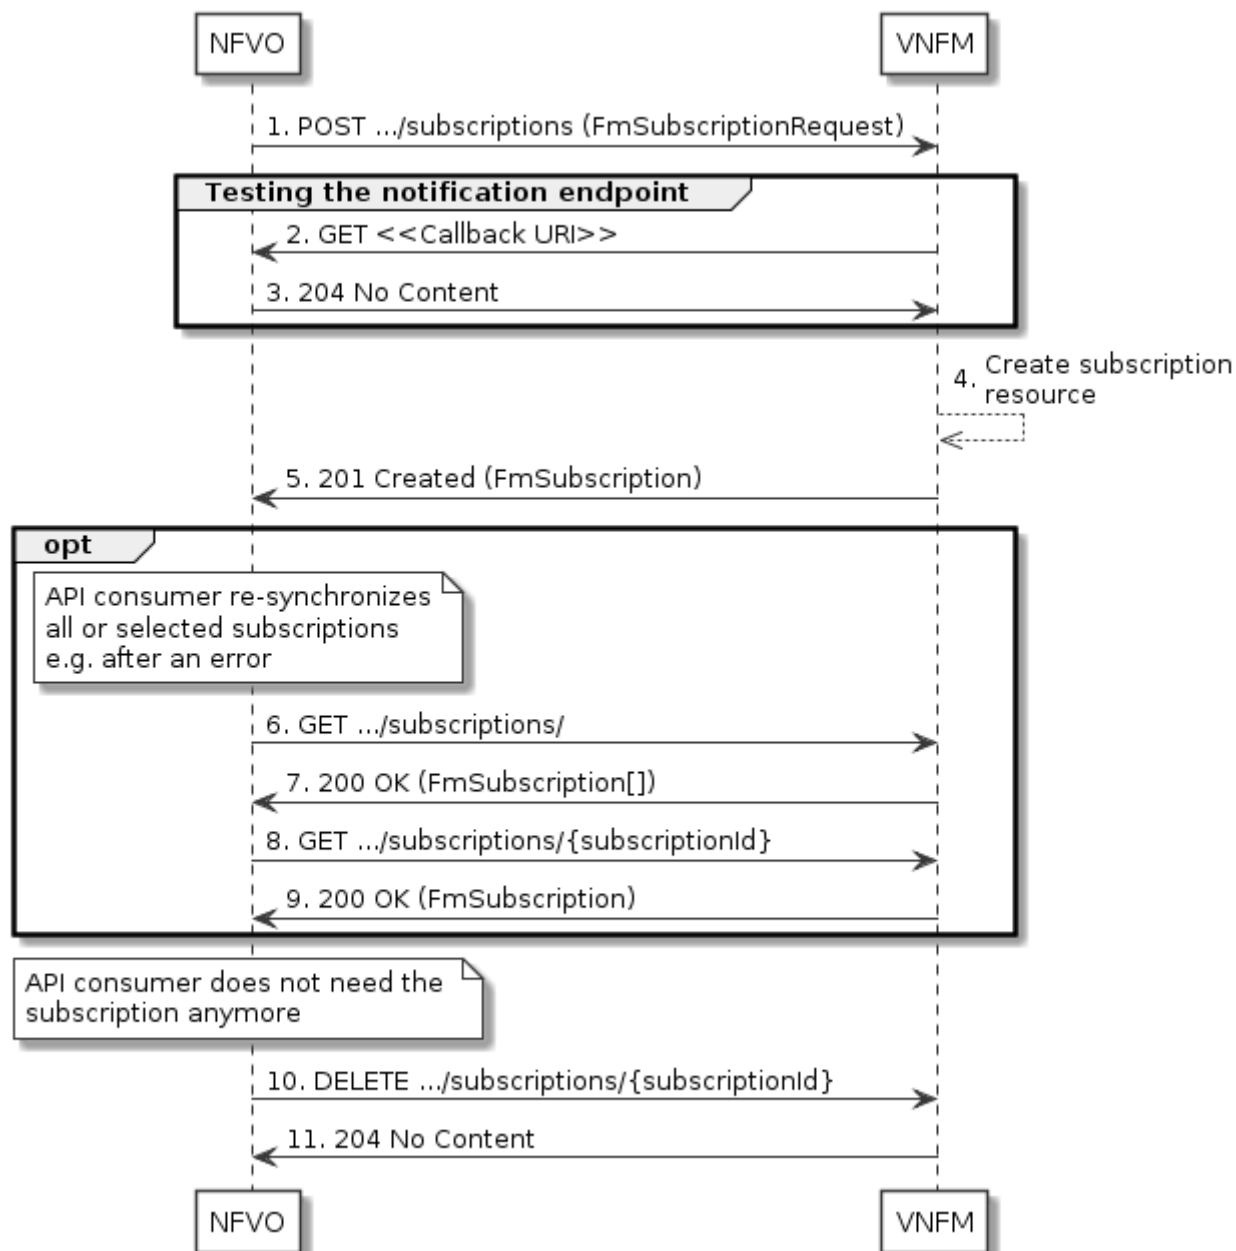 NFVO
VNFM
1. POST .../subscriptions (FmSubscriptionRequest)
Testing the notification endpoint
2. GET <<Callback URI>>
3. 204 No Content
4. Create subscription
resource
5. 201 Created (FmSubscription)
opt
API consumer re-synchronizes
all or selected subscriptions
e.g. after an error
6. GET .../subscriptions/
7. 200 OK (FmSubscription[])
8. GET .../subscriptions/{subscriptionId}
9. 200 OK (FmSubscription)
API consumer does not need the
subscription anymore
10. DELETE .../subscriptions/{subscriptionId}
11. 204 No Content
NFVO
VNFM